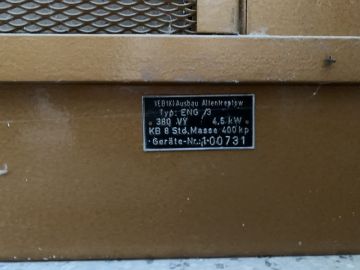 VEB(K)Ausbau Altentreptow
Typ: ENG /3
380 VY 4,5 kW
KB 8 Std. Masse 400 kp
Geräte-Nr.: 1-00731